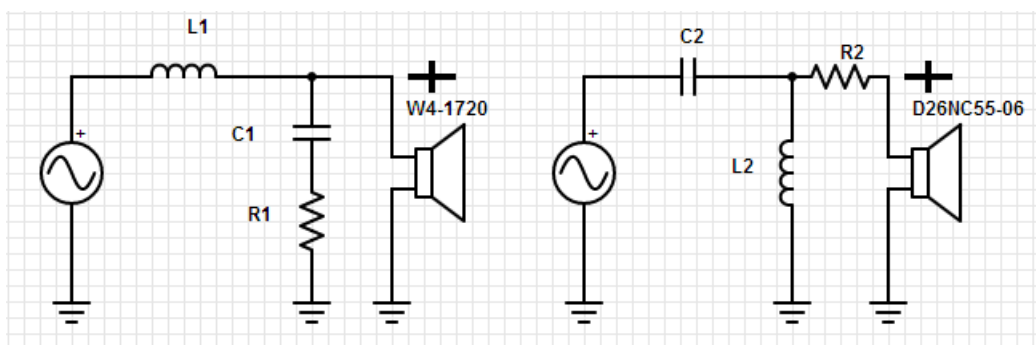 L1
+
W4-1720
C1
R1
C2
R2
+
D26NC55-06
L2